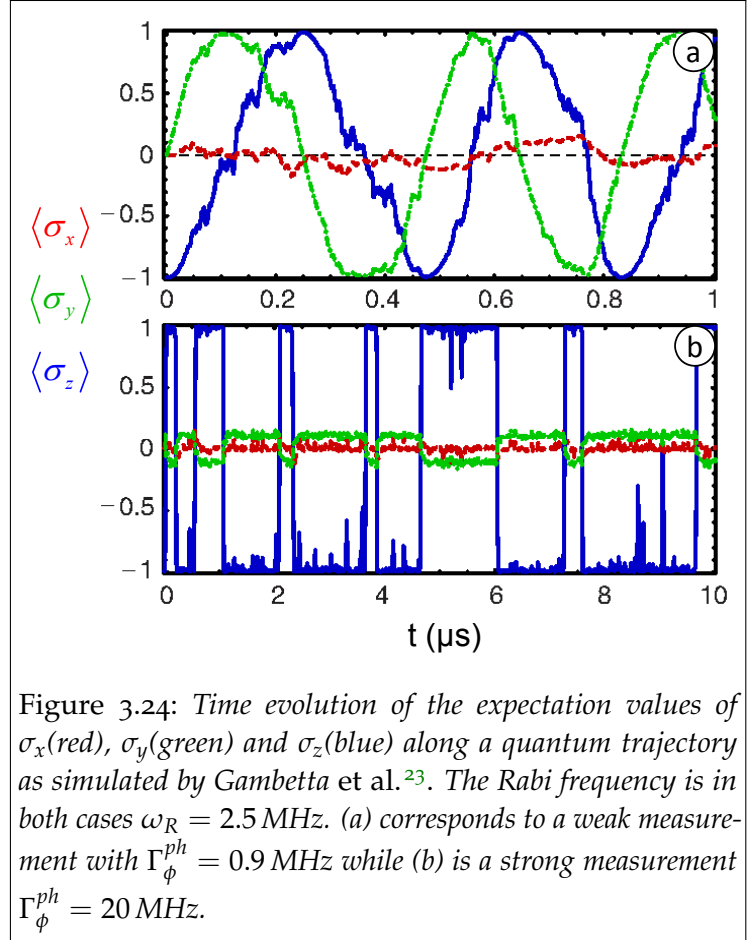 a
1
0.5
0
−0.5
−1
0 0.2 0.4 0.6 0.8 1
⟨σx⟩
⟨σy⟩
⟨σz⟩
b
1
0.5
0
−0.5
−1
0 2 4 6 8 10
t (µs)
Figure 3.24: Time evolution of the expectation values of
σx(red), σy(green) and σz(blue) along a quantum trajectory
as simulated by Gambetta et al.23. The Rabi frequency is in
both cases ωR = 2.5 MHz. (a) corresponds to a weak measure-
ment with Γϕph = 0.9 MHz while (b) is a strong measurement
Γϕph = 20 MHz.